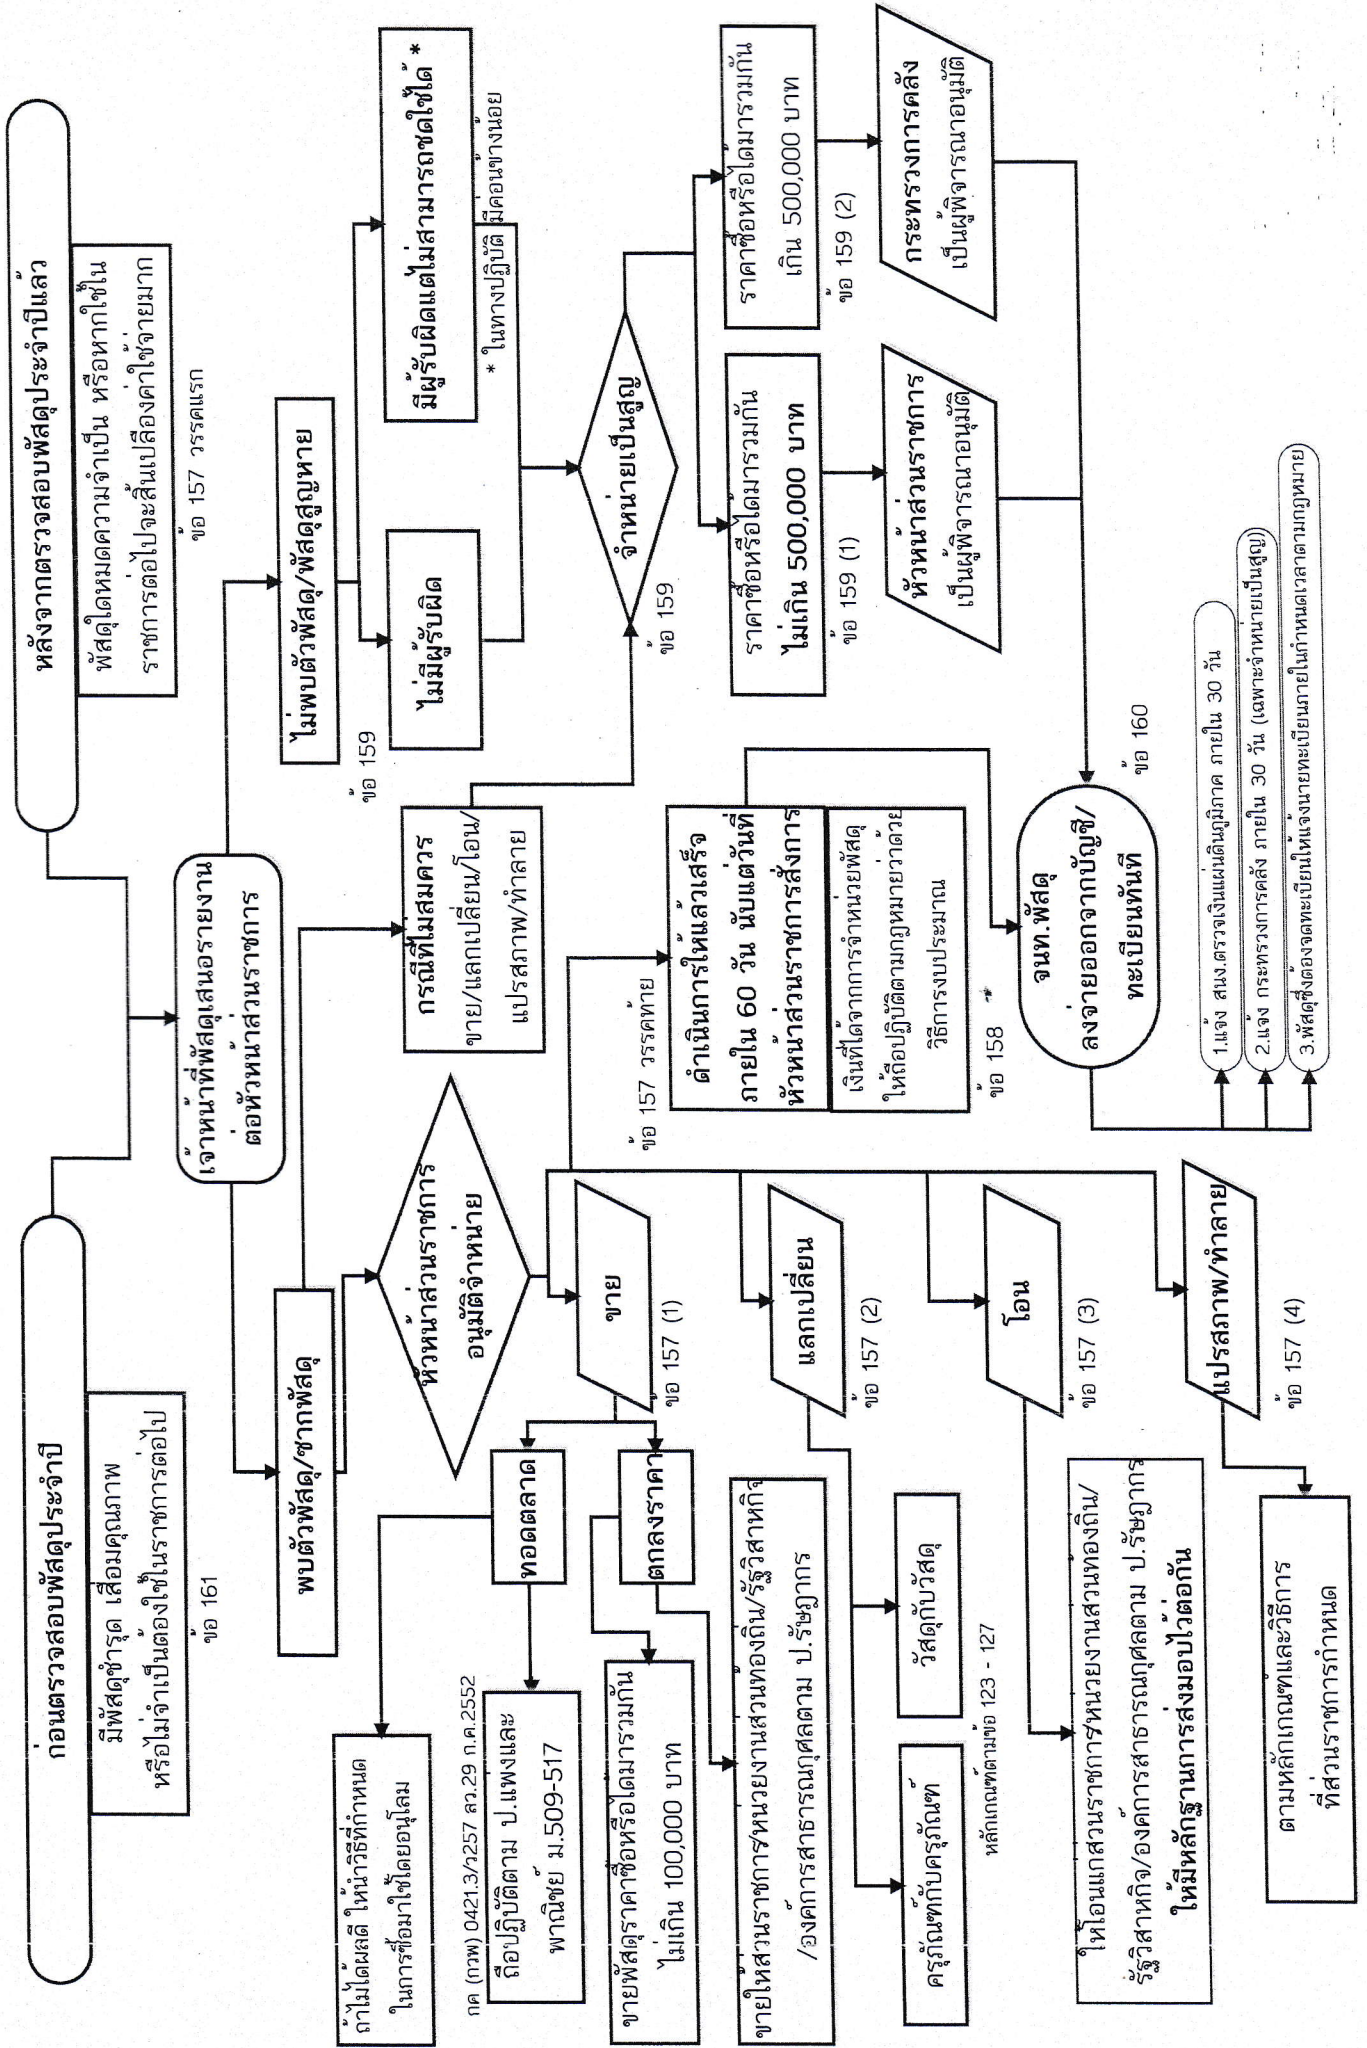 ก่อนตรวจสอบพัสดุประจำปี
มีพัสดุชำรุด เสื่อมคุณภาพ
หรือไม่จำเป็นต้องใช้ในราชการต่อไป
ข้อ 161
หลังจากตรวจสอบพัสดุประจำปีแล้ว
พัสดุใดหมดความจำเป็น หรือหากใช้ใน
ราชการต่อไปจะสิ้นเปลืองค่าใช้จ่ายมาก
ข้อ 157 วรรคแรก
เจ้าหน้าที่พัสดุเสนอรายงาน
ต่อหัวหน้าส่วนราชการ
พบตัวพัสดุ/ซากพัสดุ
ไม่พบตัวพัสดุ/พัสดุสูญหาย
ข้อ 159
หัวหน้าส่วนราชการ
อนุมัติจำหน่าย
กรณีที่ไม่สมควร
ขาย/แลกเปลี่ยน/โอน/
แปรสภาพ/ทำลาย
ไม่มีผู้รับผิด
มีผู้รับผิดแต่ไม่สามารถชดใช้ได้ *
* ในทางปฏิบัติ มีค่อนข้างน้อย
ถ้าไม่ได้ผลดี ให้นำวิธีที่กำหนด
ในการซื้อมาใช้โดยอนุโลม
กค (กวพ) 0421.3/ว257 ลว.29 ก.ค.2552
ถือปฏิบัติตาม ป.แพ่งและ
พาณิชย์ ม.509-517
ทอดตลาด
ตกลงราคา
ขาย
ข้อ 157 (1)
ขายพัสดุราคาซื้อหรือได้มารวมกัน
ไม่เกิน 100,000 บาท
ขายให้ส่วนราชการ/หน่วยงานส่วนท้องถิ่น/รัฐวิสาหกิจ
/องค์การสาธารณกุศลตาม ป.รัษฎากร
แลกเปลี่ยน
ข้อ 157 (2)
ครุภัณฑ์กับครุภัณฑ์
วัสดุกับวัสดุ
หลักเกณฑ์ตามข้อ 123 - 127
โอน
ข้อ 157 (3)
ให้โอนแก่ส่วนราชการ/หน่วยงานส่วนท้องถิ่น/
รัฐวิสาหกิจ/องค์การสาธารณกุศลตาม ป.รัษฎากร
ให้มีหลักฐานการส่งมอบไว้ต่อกัน
แปรสภาพ/ทำลาย
ข้อ 157 (4)
ตามหลักเกณฑ์และวิธีการ
ที่ส่วนราชการกำหนด
ข้อ 157 วรรคท้าย
ดำเนินการให้แล้วเสร็จ
ภายใน 60 วัน นับแต่วันที่
หัวหน้าส่วนราชการสั่งการ
เงินที่ได้จากการจำหน่วยพัสดุ
ให้ถือปฏิบัติตามกฎหมายว่าด้วย
วิธีการงบประมาณ
ข้อ 158
จำหน่ายเป็นสูญ
ข้อ 159
ราคาซื้อหรือได้มารวมกัน
ไม่เกิน 500,000 บาท
ข้อ 159 (1)
ราคาซื้อหรือได้มารวมกัน
เกิน 500,000 บาท
ข้อ 159 (2)
หัวหน้าส่วนราชการ
เป็นผู้พิจารณาอนุมัติ
กระทรวงการคลัง
เป็นผู้พิจารณาอนุมัติ
จนท.พัสดุ
ลงจ่ายออกจากบัญชี/
ทะเบียนทันที
ข้อ 160
1.แจ้ง สนง.ตรวจเงินแผ่นดินภูมิภาค ภายใน 30 วัน
2.แจ้ง กระทรวงการคลัง ภายใน 30 วัน (เฉพาะจำหน่ายเป็นสูญ)
3.พัสดุซึ่งต้องจดทะเบียนให้แจ้งนายทะเบียนภายในกำหนดเวลาตามกฎหมาย